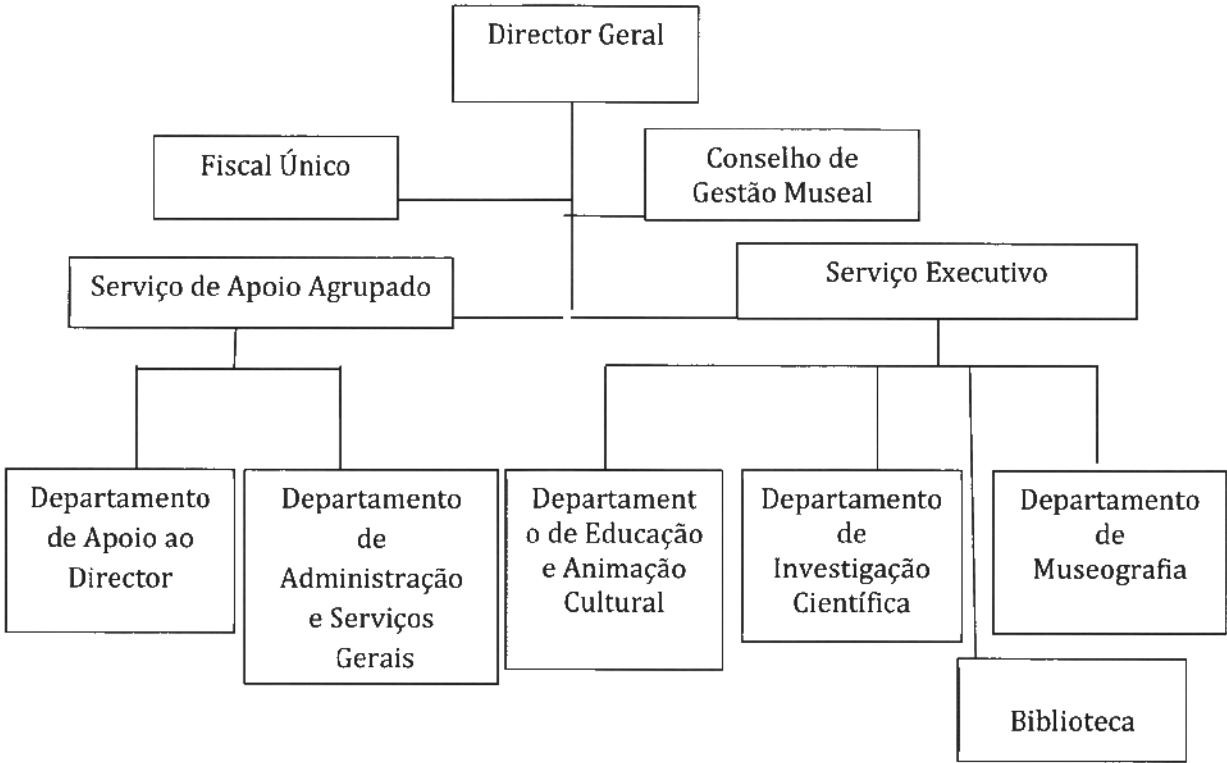 Director Geral
Fiscal Único
Conselho de
Gestão Museal
Serviço de Apoio Agrupado
Serviço Executivo
Departamento
de Apoio ao
Director
Departamento
de
Administração
e Serviços
Gerais
Departament
o de Educação
e Animação
Cultural
Departamento
de
Investigação
Científica
Departamento
de
Museografia
Biblioteca